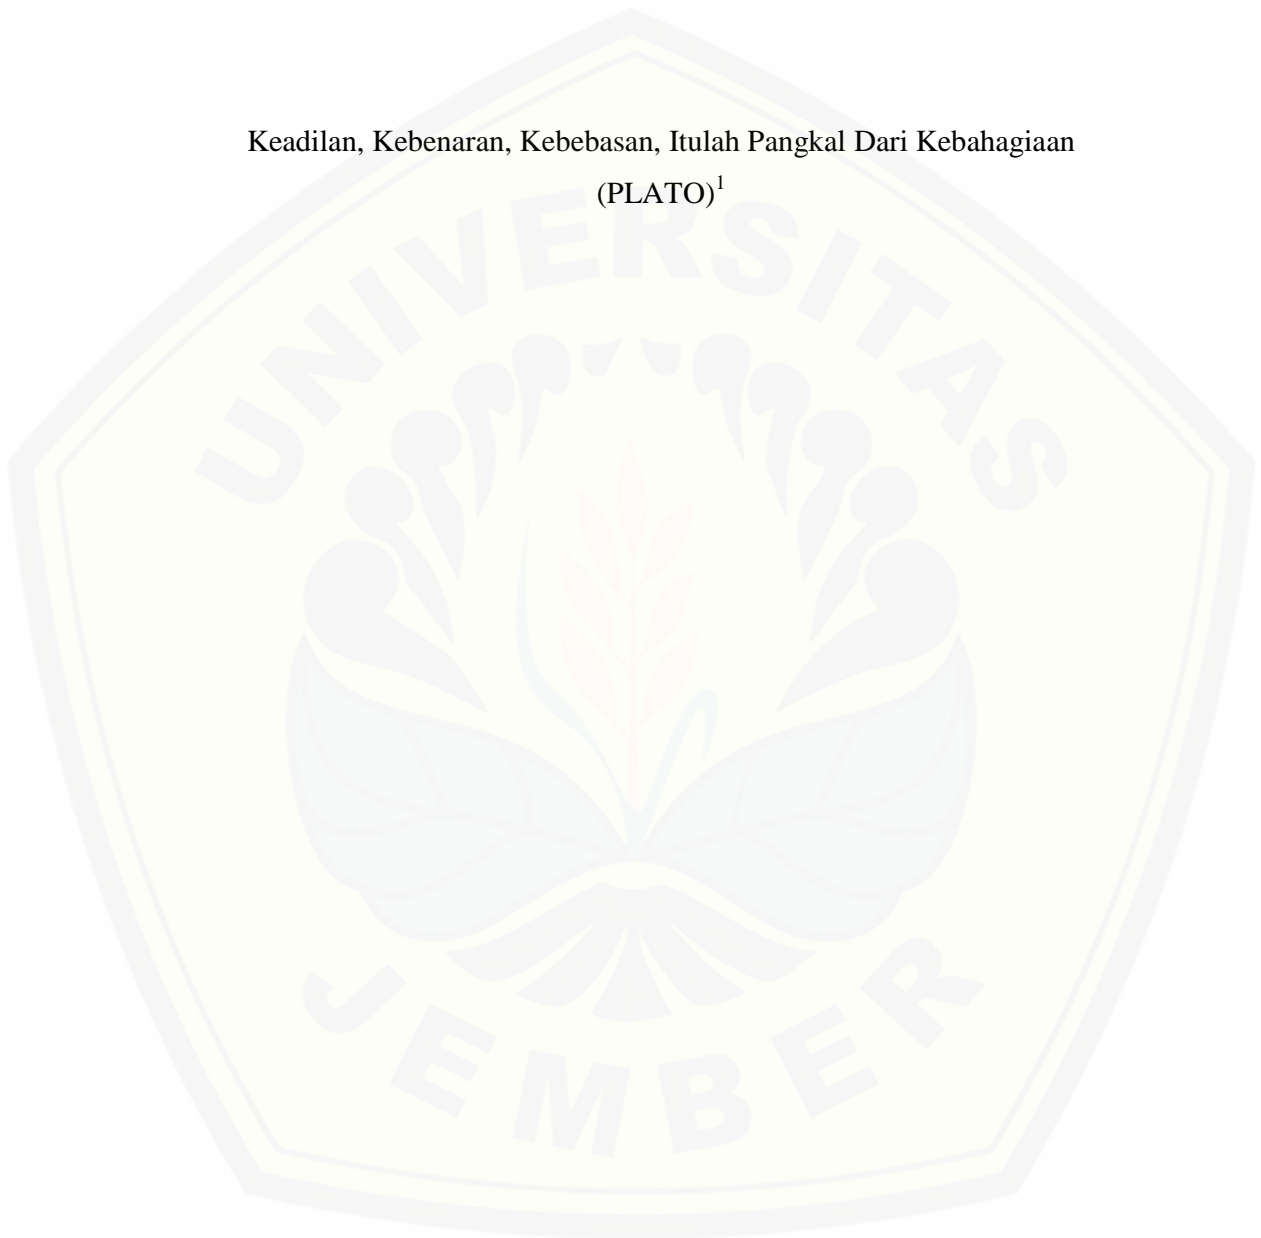 Keadilan, Kebenaran, Kebebasan, Itulah Pangkal Dari Kebahagiaan
(PLATO)¹
UNIVERSITAS
JEMBER